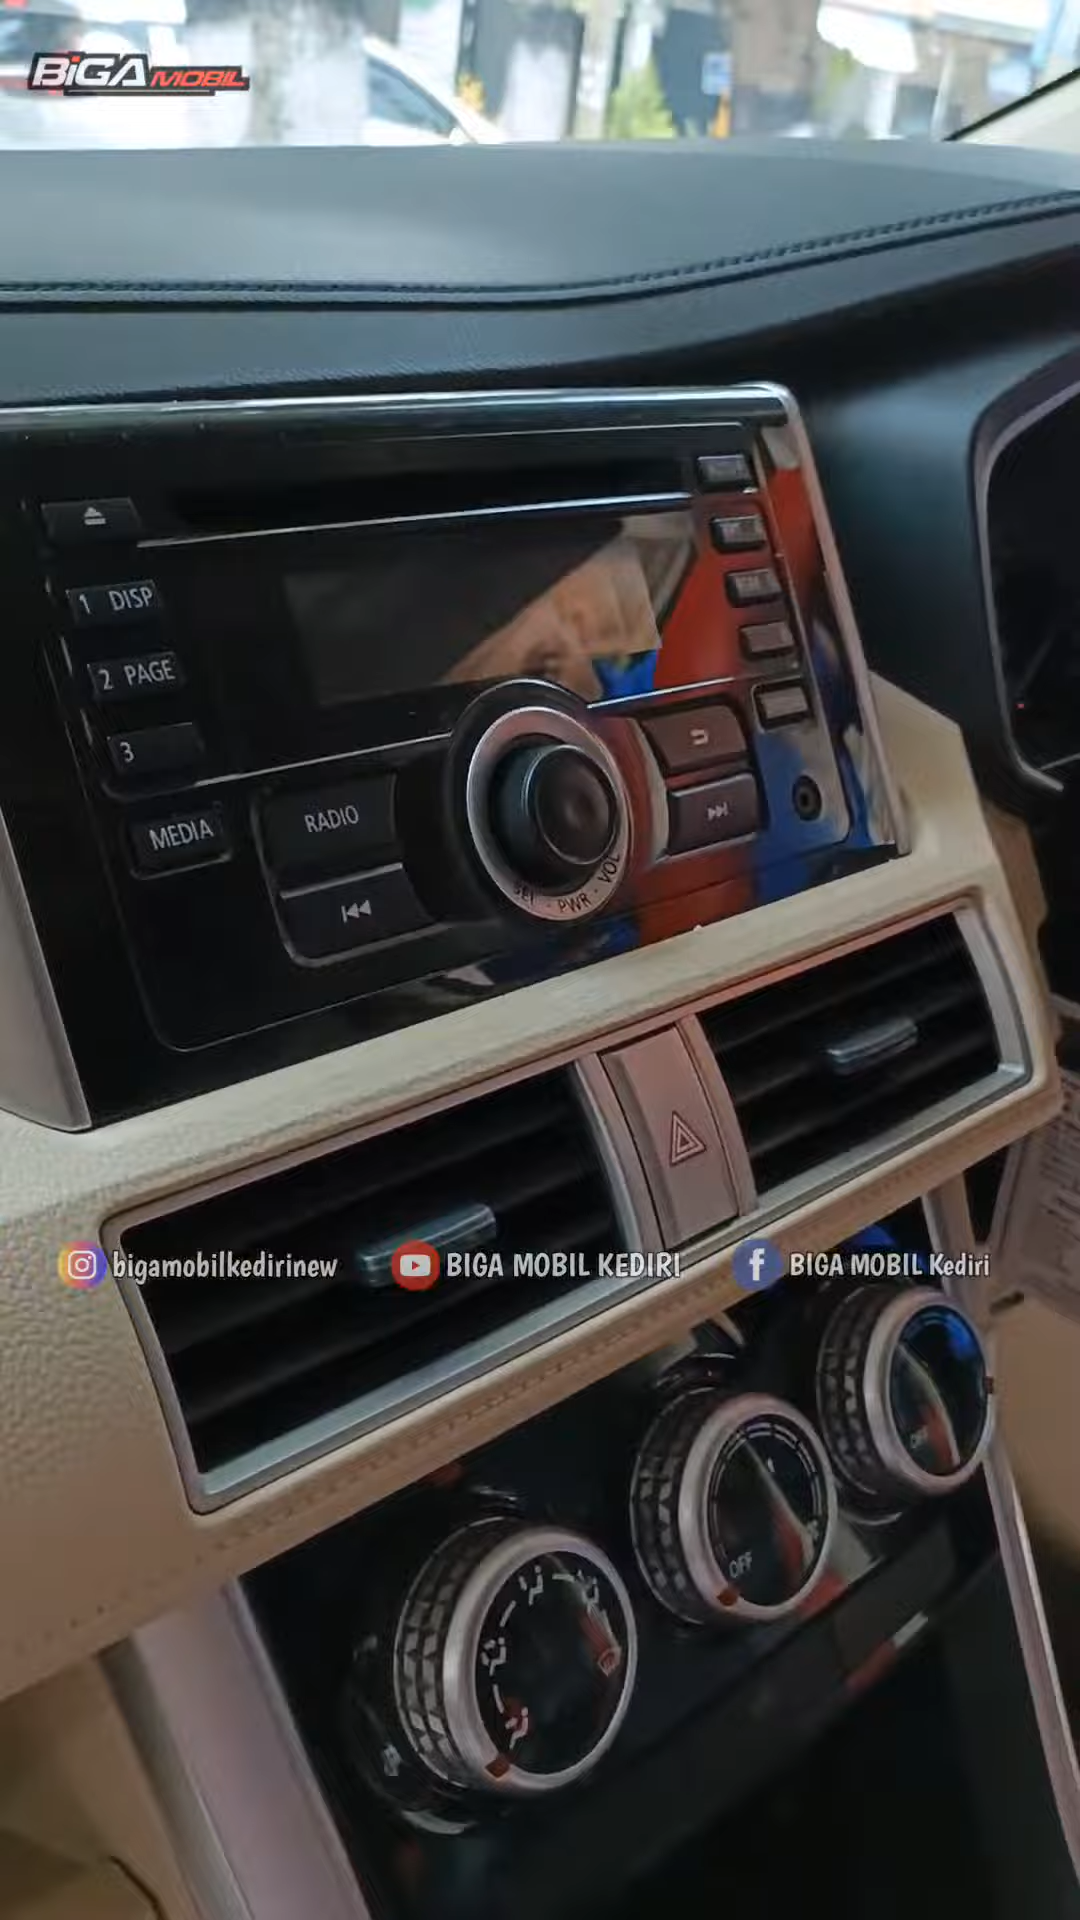 BiGA MOBIL
1 DISP
2 PAGE
3
MEDIA
RADIO
SEL · PWR · VOL
bigamobilkedirinew
BIGA MOBIL KEDIRI
BIGA MOBIL Kediri
OFF
OFF